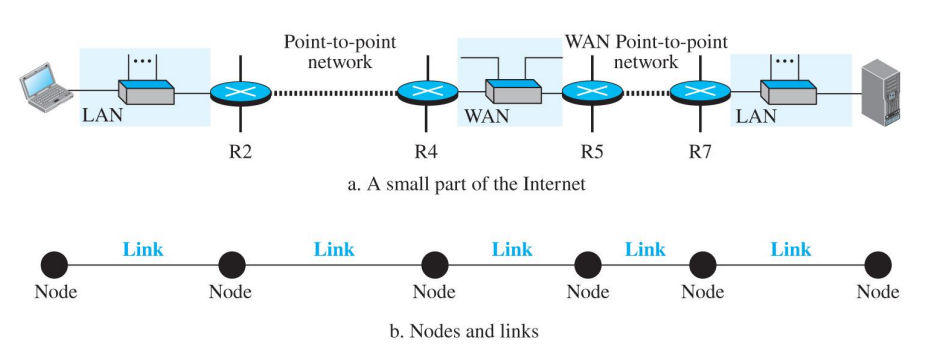 Point-to-point
network
WAN Point-to-point
network
LAN
WAN
LAN
R2
R4
R5
R7
a. A small part of the Internet
Link
Link
Link
Link
Link
Node
Node
Node
Node
Node
Node
b. Nodes and links